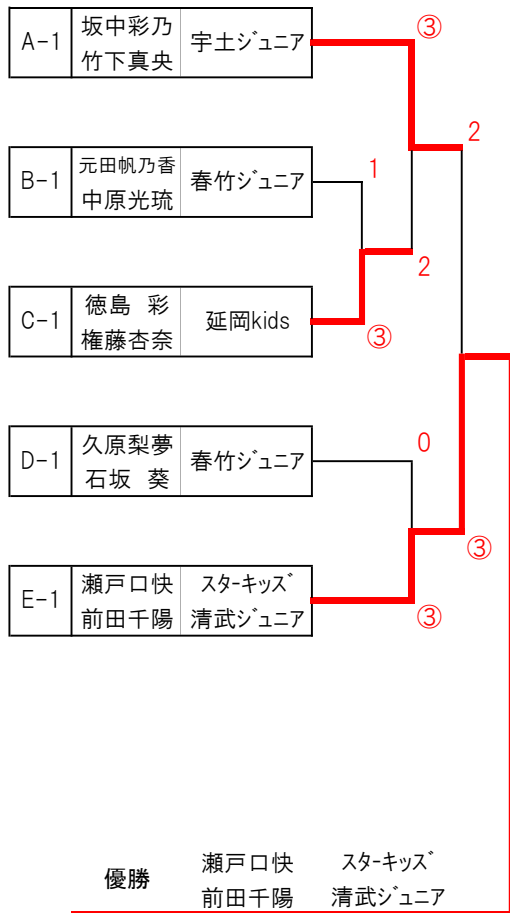 ③
坂中彩乃
A-1 宇土ｼﾞｭﾆｱ
竹下真央
2
元田帆乃香
1
B-1 春竹ｼﾞｭﾆｱ
中原光琉
2
徳島 彩
C-1 延岡kids
権藤杏奈
③
久原梨夢
0
D-1 春竹ｼﾞｭﾆｱ
石坂 葵
③
瀬戸口快 ｽﾀｰｷｯｽﾞ
E-1
前田千陽 清武ｼﾞｭﾆｱ
③
瀬戸口快 ｽﾀｰｷｯｽﾞ
優勝
前田千陽 清武ｼﾞｭﾆｱ